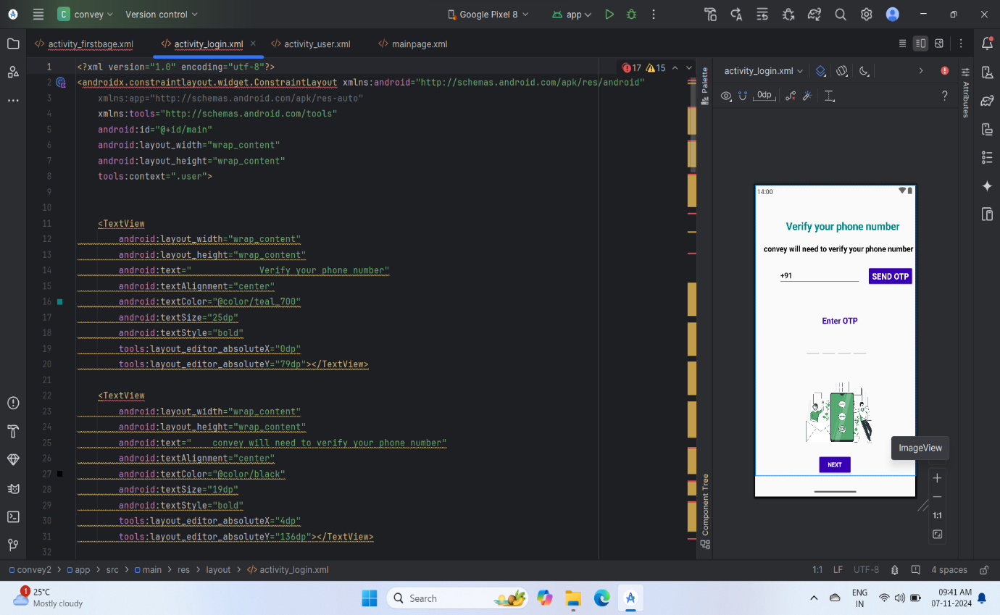 C convey Version control Google Pixel 8 app
activity_firstbage.xml activity_login.xml activity_user.xml mainpage.xml
17 15
1 <?xml version="1.0" encoding="utf-8"?>
2 <androidx.constraintlayout.widget.ConstraintLayout xmlns:android="http://schemas.android.com/apk/res/android"
3 xmlns:app="http://schemas.android.com/apk/res-auto"
4 xmlns:tools="http://schemas.android.com/tools"
5 android:id="@+id/main"
6 android:layout_width="wrap_content"
7 android:layout_height="wrap_content"
8 tools:context=".user">
9
10
11 <TextView
12 android:layout_width="wrap_content"
13 android:layout_height="wrap_content"
14 android:text="             Verify your phone number"
15 android:textAlignment="center"
16 android:textColor="@color/teal_700"
17 android:textSize="25dp"
18 android:textStyle="bold"
19 tools:layout_editor_absoluteX="0dp"
20 tools:layout_editor_absoluteY="79dp"></TextView>
21
22 <TextView
23 android:layout_width="wrap_content"
24 android:layout_height="wrap_content"
25 android:text="    convey will need to verify your phone number"
26 android:textAlignment="center"
27 android:textColor="@color/black"
28 android:textSize="19dp"
29 android:textStyle="bold"
30 tools:layout_editor_absoluteX="4dp"
31 tools:layout_editor_absoluteY="136dp"></TextView>
32
Palette
Component Tree
activity_login.xml
0dp
?
Attributes
14:00
Verify your phone number
convey will need to verify your phone number
+91 SEND OTP
Enter OTP
ImageView
NEXT
1:1
convey2 > app > src > main > res > layout > activity_login.xml
1:1 LF UTF-8 4 spaces
1 25°C
Mostly cloudy
Search
ENG
IN
09:41 AM
07-11-2024